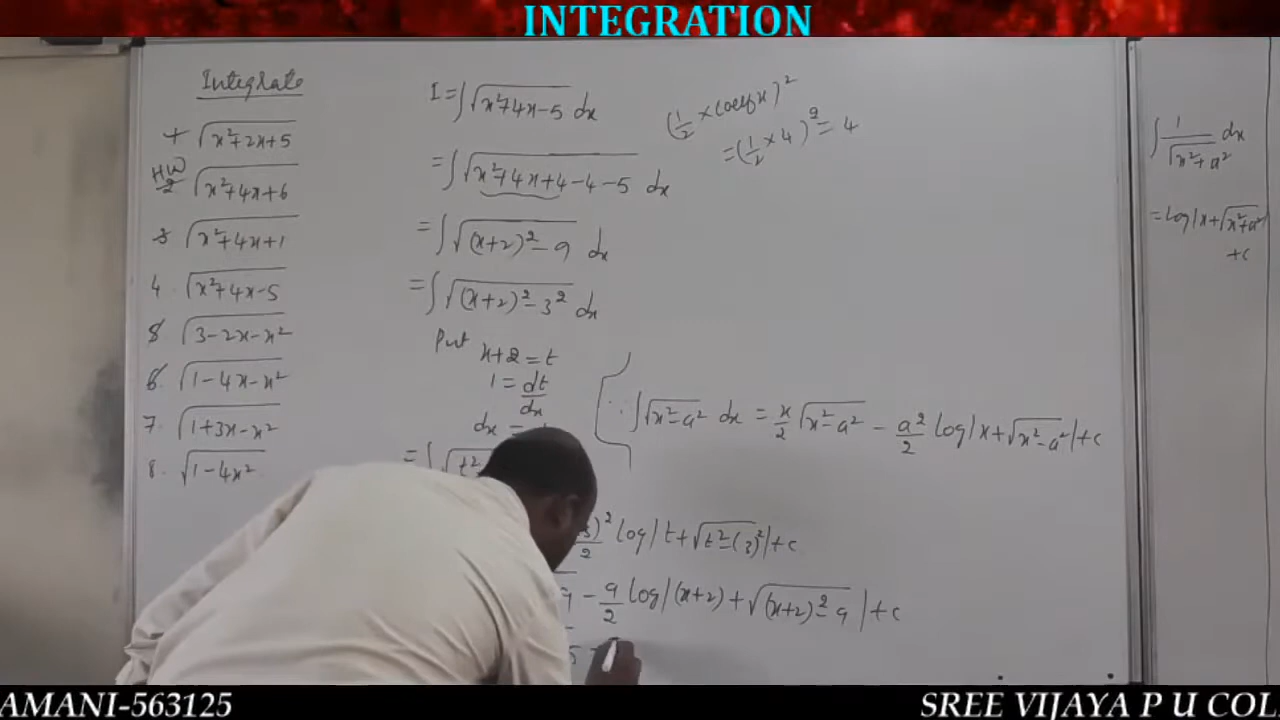 INTEGRATION
Integrate
+ √(x²+2x+5)
HW
2 √(x²+4x+6)
3 √(x²+4x+1)
4. √(x²+4x-5)
5 √(3-2x-x²)
6. √(1-4x-x²)
7. √(1+3x-x²)
8. √(1-4x²)
I = ∫√(x²+4x-5) dx
= ∫√(x²+4x+4-4-5) dx
= ∫√((x+2)²-9) dx
= ∫√((x+2)²-3²) dx
Put x+2 = t
1 = dt/dx
dx =
= ∫√(t²
)²/2 log|t+√(t²-(3)²)|+c
- 9/2 log|(x+2)+√((x+2)²-9)|+c
5
(1/2 × coeff x)²
= (1/2 × 4)² = 4
∵ ∫√(x²-a²) dx = x/2 √(x²-a²) - a²/2 log|x+√(x²-a²)|+c
∫ 1/√(x²+a²) dx
= log|x+√(x²+a²)|
+c
AMANI-563125
SREE VIJAYA P U COL